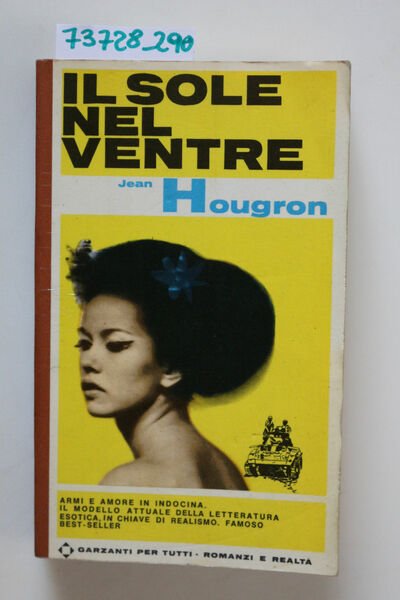 73728_290
IL SOLE
NEL
VENTRE
Jean Hougron
ARMI E AMORE IN INDOCINA.
IL MODELLO ATTUALE DELLA LETTERATURA
ESOTICA, IN CHIAVE DI REALISMO. FAMOSO
BEST-SELLER
GARZANTI PER TUTTI · ROMANZI E REALTÀ